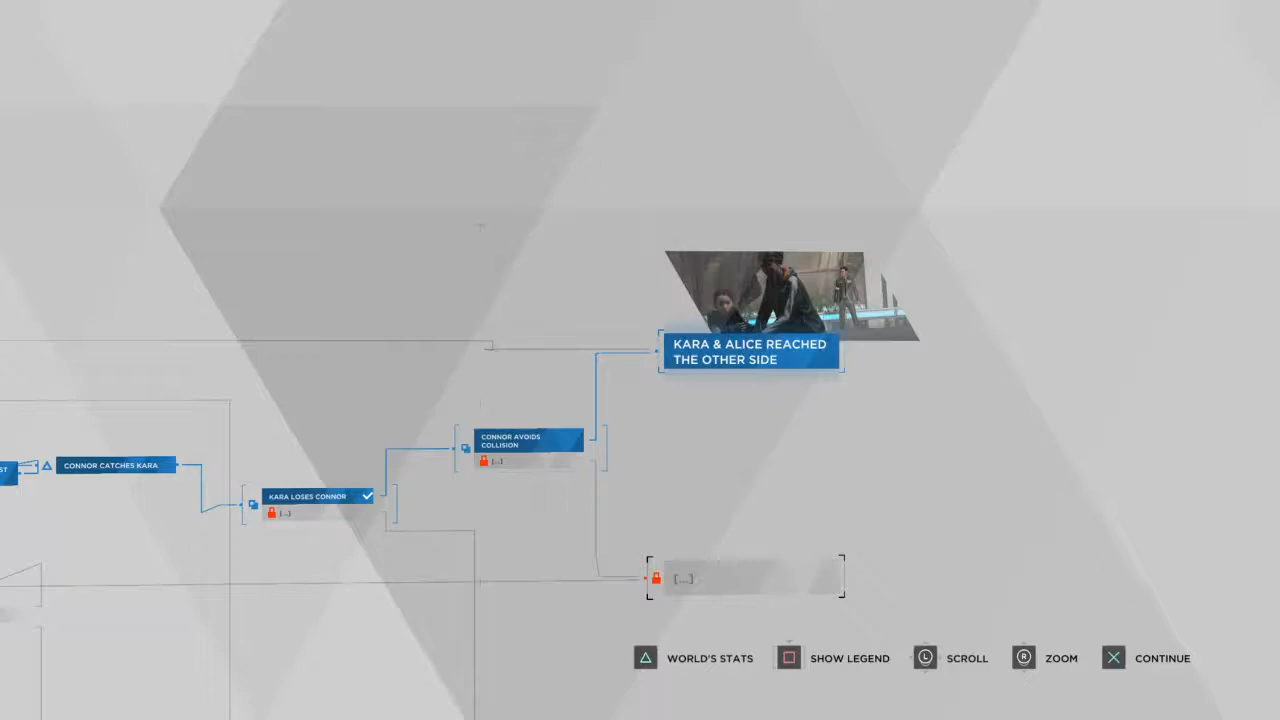 KARA & ALICE REACHED
THE OTHER SIDE
CONNOR AVOIDS
COLLISION
[...]
ST
CONNOR CATCHES KARA
KARA LOSES CONNOR
[...]
[...]
WORLD'S STATS
SHOW LEGEND
L
SCROLL
R
ZOOM
CONTINUE